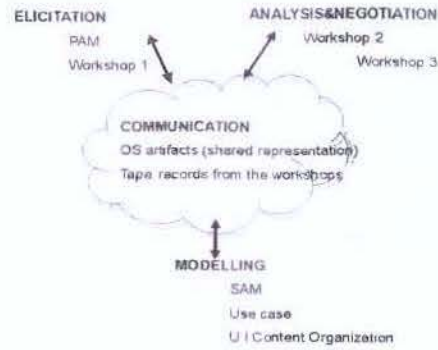 ELICITATION
PAM
Workshop 1
ANALYSIS&NEGOTIATION
Workshop 2
Workshop 3
COMMUNICATION
OS artifacts (shared representation)
Tape records from the workshops
MODELLING
SAM
Use case
U I Content Organization